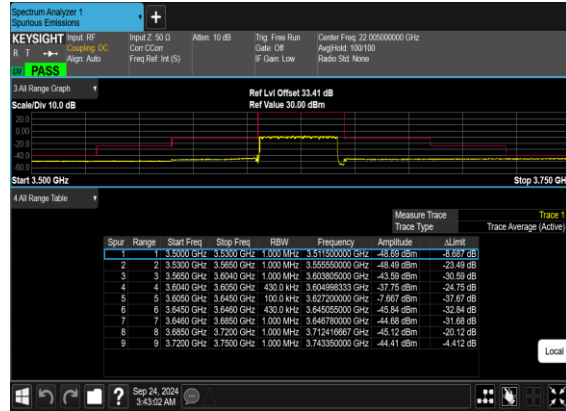 Spectrum Analyzer 1
Spurious Emissions
KEYSIGHT Input: RF Input Z: 50 Ω Atten: 10 dB Trig: Free Run Center Freq: 22.005000000 GHz
R T Coupling: DC Corr CCorr Gate: Off Avg|Hold: 100/100
Align: Auto Freq Ref: Int (S) IF Gain: Low Radio Std: None
PASS
3 All Range Graph
Ref Lvl Offset 33.41 dB
Scale/Div 10.0 dB Ref Value 30.00 dBm
20.0
0.00
-20.0
-40.0
-60.0
Start 3.500 GHz Stop 3.750 GH
4 All Range Table
Measure Trace Trace 1
Trace Type Trace Average (Active)
Spur Range Start Freq Stop Freq RBW Frequency Amplitude ΔLimit
1 1 3.5000 GHz 3.5300 GHz 1.000 MHz 3.511500000 GHz -48.69 dBm -8.687 dB
2 2 3.5300 GHz 3.5650 GHz 1.000 MHz 3.555550000 GHz -48.49 dBm -23.49 dB
3 3 3.5650 GHz 3.6040 GHz 1.000 MHz 3.603805000 GHz -43.59 dBm -30.59 dB
4 4 3.6040 GHz 3.6050 GHz 430.0 kHz 3.604998333 GHz -37.75 dBm -24.75 dB
5 5 3.6050 GHz 3.6450 GHz 100.0 kHz 3.627200000 GHz -7.667 dBm -37.67 dB
6 6 3.6450 GHz 3.6460 GHz 430.0 kHz 3.645055000 GHz -45.84 dBm -32.84 dB
7 7 3.6460 GHz 3.6850 GHz 1.000 MHz 3.646780000 GHz -44.68 dBm -31.68 dB
8 8 3.6850 GHz 3.7200 GHz 1.000 MHz 3.712416667 GHz -45.12 dBm -20.12 dB
9 9 3.7200 GHz 3.7500 GHz 1.000 MHz 3.743350000 GHz -44.41 dBm -4.412 dB
Local
? Sep 24, 2024
3:43:02 AM